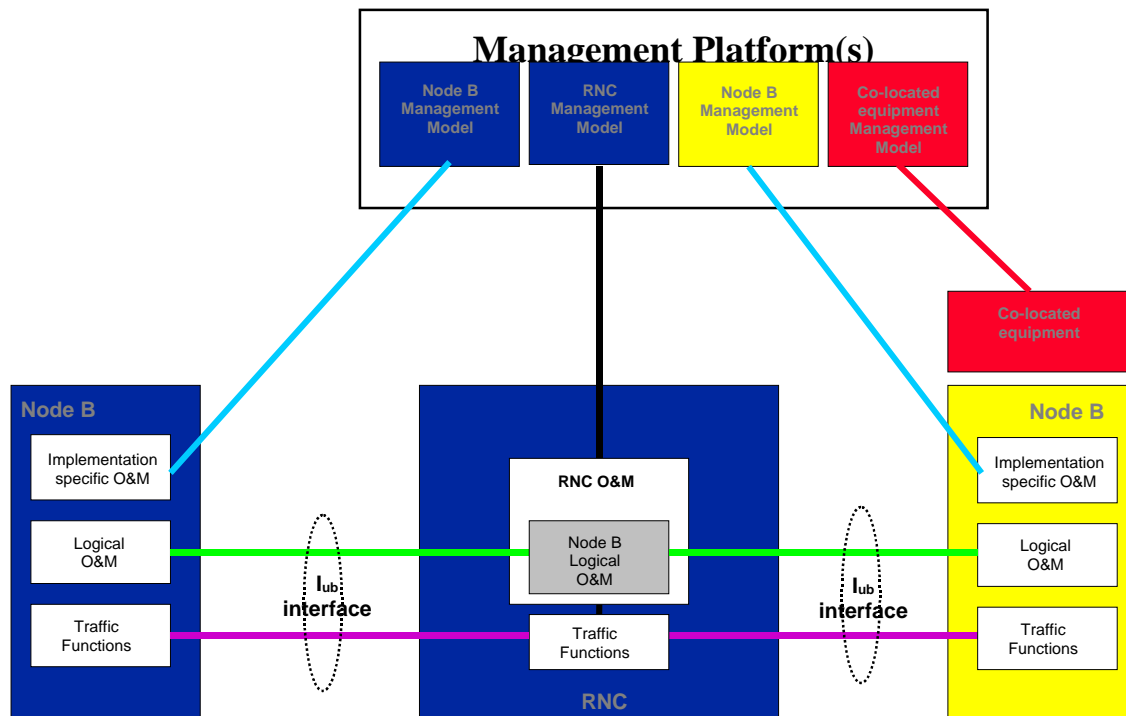 Management Platform(s)
Node B
Management
Model
RNC
Management
Model
Node B
Management
Model
Co-located
equipment
Management
Model
Co-located
equipment
Node B
Implementation
specific O&M
Logical
O&M
Traffic
Functions
Iub
interface
RNC O&M
Node B
Logical
O&M
Traffic
Functions
RNC
Iub
interface
Node B
Implementation
specific O&M
Logical
O&M
Traffic
Functions